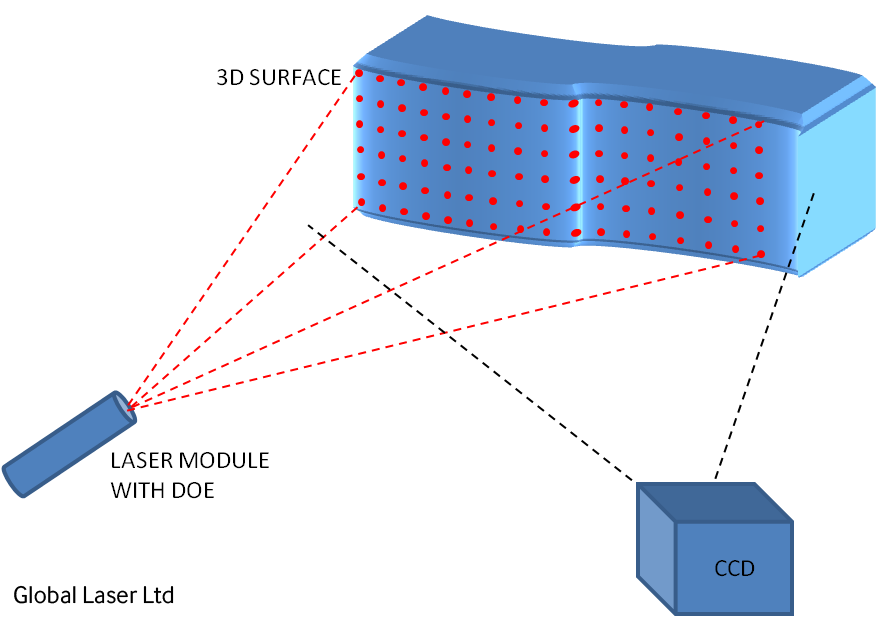 3D SURFACE
LASER MODULE
WITH DOE
CCD
Global Laser Ltd